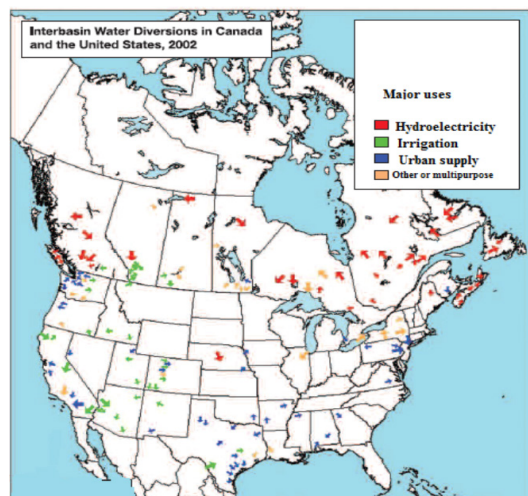 Interbasin Water Diversions in Canada
and the United States, 2002
Major uses
Hydroelectricity
Irrigation
Urban supply
Other or multipurpose